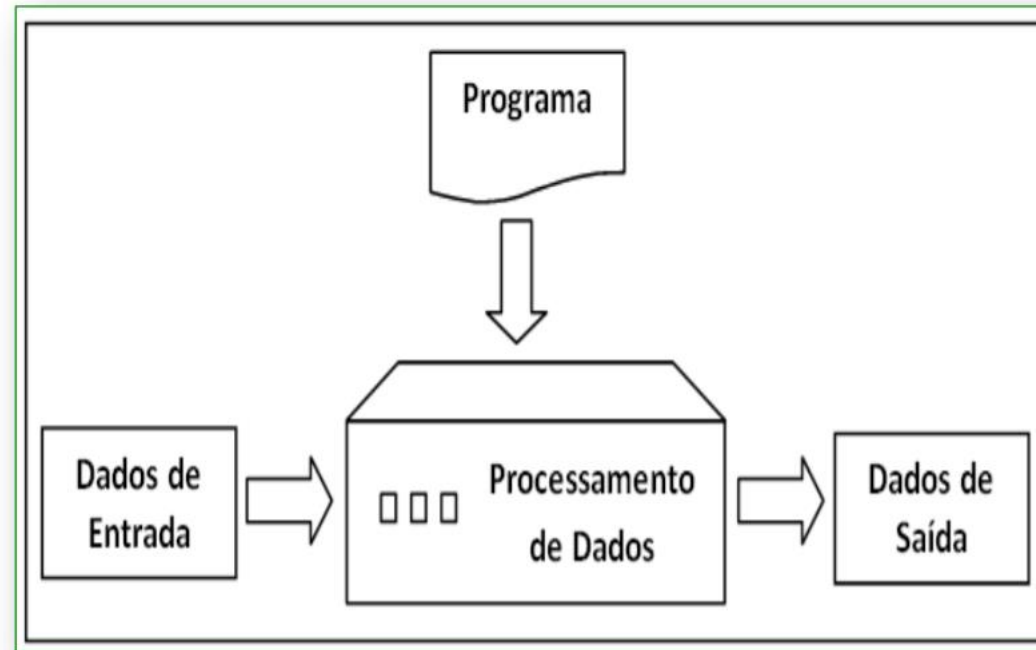 Programa
Dados de
Entrada
Processamento
de Dados
Dados de
Saída